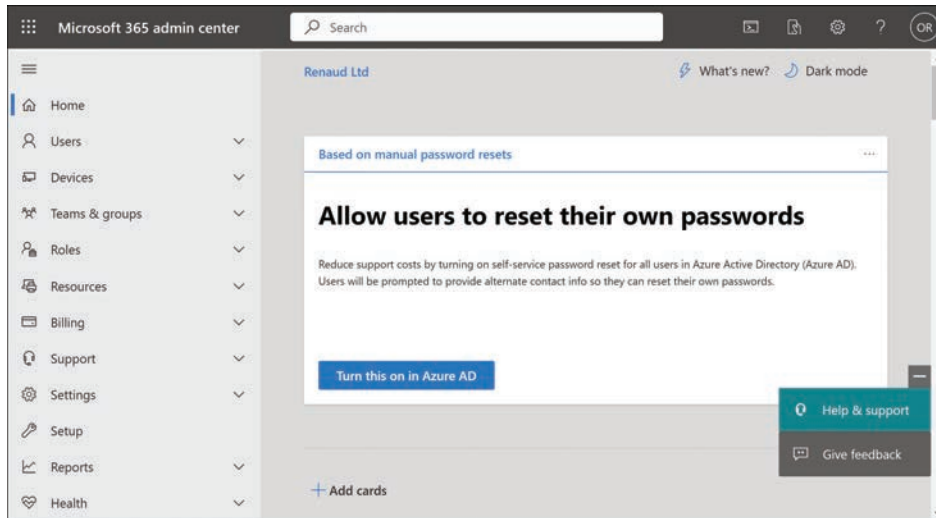 Microsoft 365 admin center
Search
OR
Renaud Ltd
What's new?
Dark mode
Home
Users
Devices
Teams & groups
Roles
Resources
Billing
Support
Settings
Setup
Reports
Health
Based on manual password resets
Allow users to reset their own passwords
Reduce support costs by turning on self-service password reset for all users in Azure Active Directory (Azure AD).
Users will be prompted to provide alternate contact info so they can reset their own passwords.
Turn this on in Azure AD
Help & support
Give feedback
Add cards